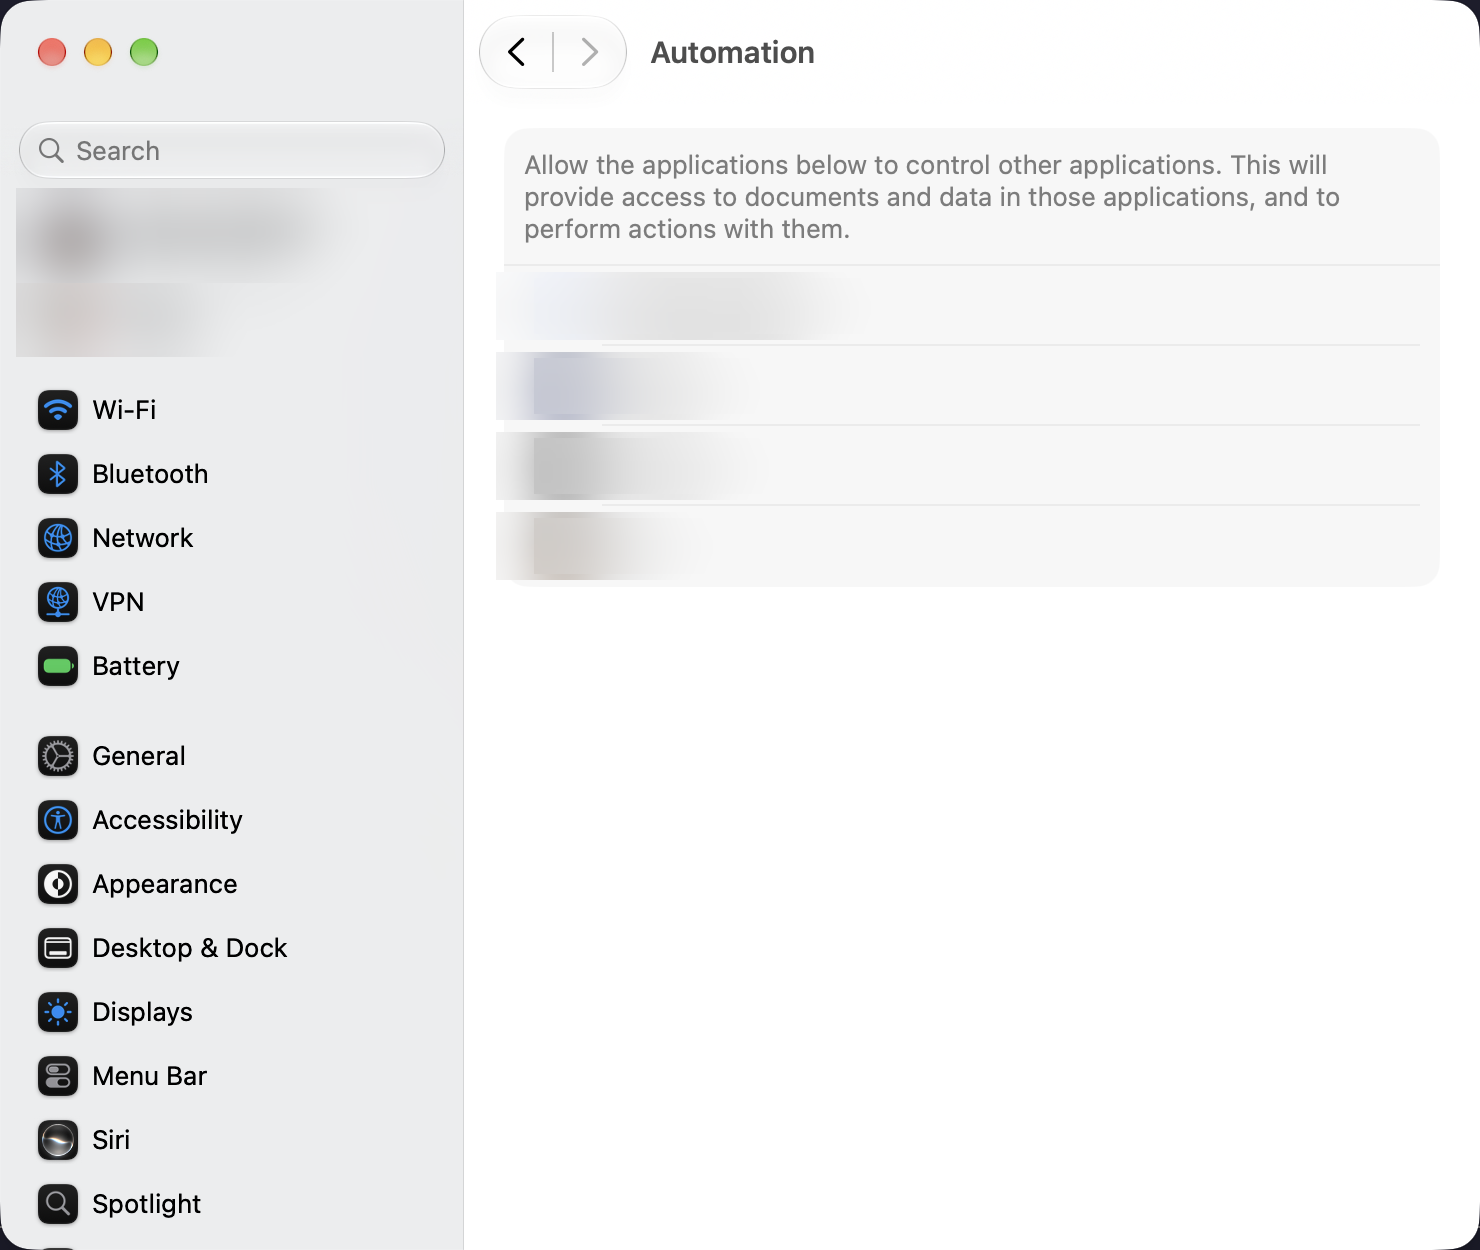 Automation
Search
Allow the applications below to control other applications. This will
provide access to documents and data in those applications, and to
perform actions with them.
Wi-Fi
Bluetooth
Network
VPN
Battery
General
Accessibility
Appearance
Desktop & Dock
Displays
Menu Bar
Siri
Spotlight